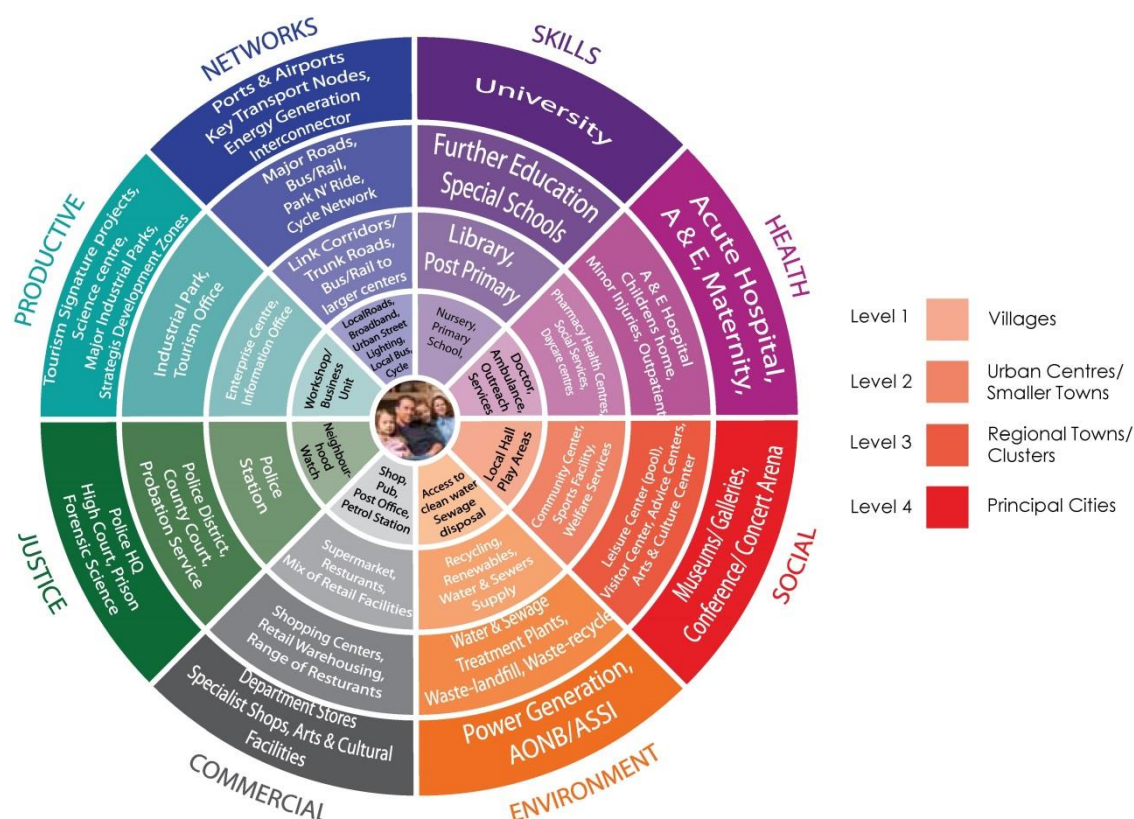 NETWORKS
Ports & Airports
Key Transport Nodes,
Energy Generation
Interconnector
Major Roads,
Bus/Rail,
Park N' Ride,
Cycle Network
Link Corridors/
Trunk Roads,
Bus/Rail to
larger centers
LocalRoads,
Broadband,
Urban Street
Lighting,
Local Bus,
Cycle
SKILLS
University
Further Education
Special Schools
Library,
Post Primary
Nursery,
Primary
School,
HEALTH
Acute Hospital,
A & E, Maternity,
A & E Hospital
Childrens home,
Minor Injuries, Outpatient
Pharmacy Health Centres,
Social Services,
Daycare centres
Doctor,
Ambulance,
Outreach
Services
SOCIAL
Museums/ Galleries,
Conference/ Concert Arena
Leisure Center (pool),
Visitor Center, Advice Centers,
Arts & Culture Center
Community Center,
Sports Facility,
Welfare Services
Local Hall
Play Areas
ENVIRONMENT
Access to
clean water
Sewage
disposal
Recycling,
Renewables,
Water & Sewers
Supply
Water & Sewage
Treatment Plants,
Waste-landfill, Waste-recycle
Power Generation,
AONB/ASSI
COMMERCIAL
Shop,
Pub,
Post Office,
Petrol Station
Supermarket,
Resturants,
Mix of Retail Facilities
Shopping Centers,
Retail Warehousing,
Range of Resturants
Department Stores
Specialist Shops, Arts & Cultural
Facilities
JUSTICE
Neighbour-
hood
Watch
Police
Station
Police District,
County Court,
Probation Service
Police HQ
High Court, Prison
Forensic Science
PRODUCTIVE
Tourism Signature projects,
Science centre,
Major Industrial Parks,
Strategis Development Zones
Industrial Park,
Tourism Office
Enterprise Centre,
Information Office
Workshop/
Business
Unit
Level 1 Villages
Level 2 Urban Centres/
Smaller Towns
Level 3 Regional Towns/
Clusters
Level 4 Principal Cities